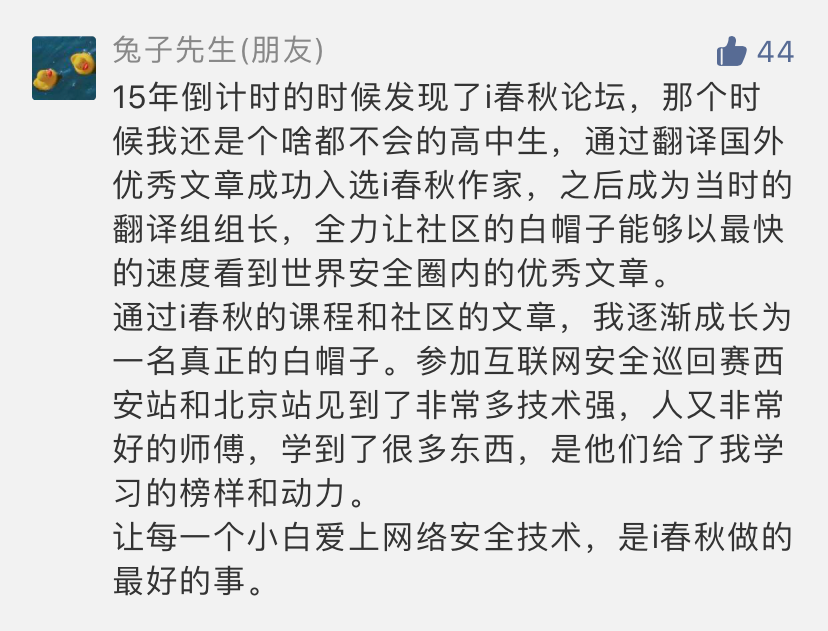 兔子先生(朋友)
44
15年倒计时的时候发现了i春秋论坛，那个时
候我还是个啥都不会的高中生，通过翻译国外
优秀文章成功入选i春秋作家，之后成为当时的
翻译组组长，全力让社区的白帽子能够以最快
的速度看到世界安全圈内的优秀文章。
通过i春秋的课程和社区的文章，我逐渐成长为
一名真正的白帽子。参加互联网安全巡回赛西
安站和北京站见到了非常多技术强，人又非常
好的师傅，学到了很多东西，是他们给了我学
习的榜样和动力。
让每一个小白爱上网络安全技术，是i春秋做的
最好的事。